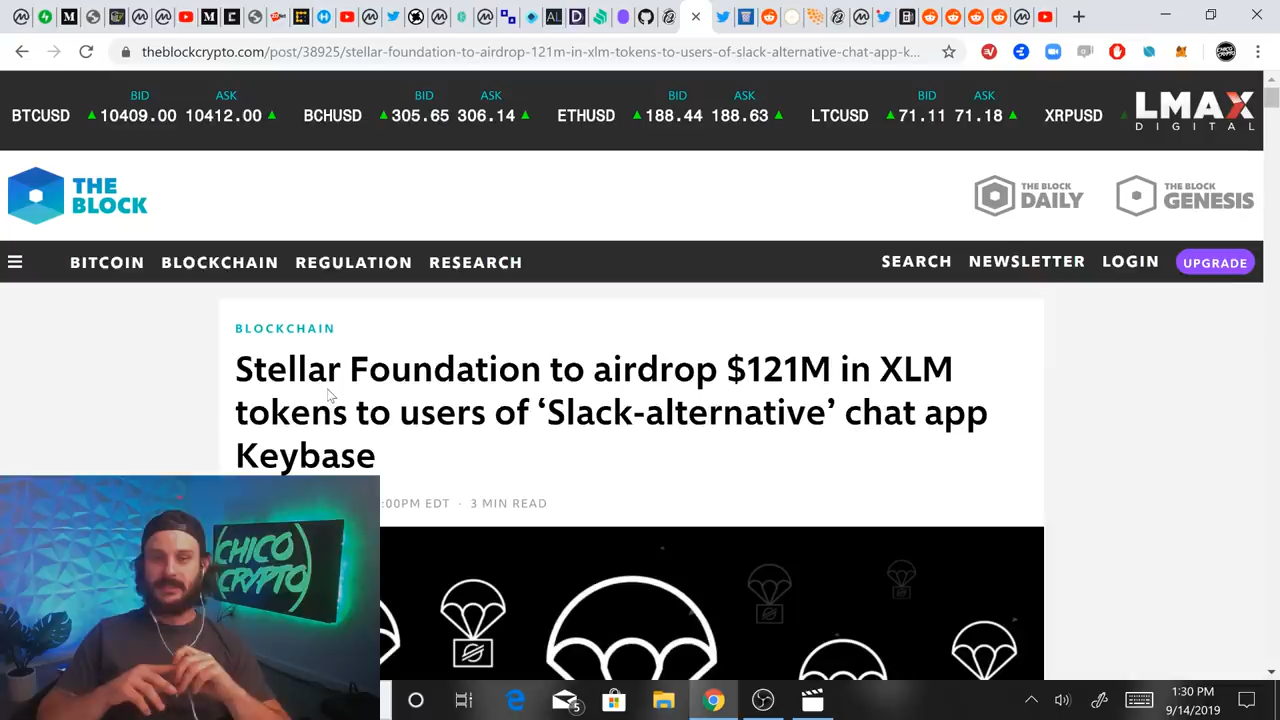 theblockcrypto.com/post/38925/stellar-foundation-to-airdrop-121m-in-xlm-tokens-to-users-of-slack-alternative-chat-app-k...
BID ASK BID ASK BID ASK BID ASK
BTCUSD 10409.00 10412.00 BCHUSD 305.65 306.14 ETHUSD 188.44 188.63 LTCUSD 71.11 71.18 XRPUSD
LMAX
DIGITAL
THE
BLOCK
THE BLOCK
DAILY
THE BLOCK
GENESIS
BITCOIN BLOCKCHAIN REGULATION RESEARCH SEARCH NEWSLETTER LOGIN UPGRADE
BLOCKCHAIN
Stellar Foundation to airdrop $121M in XLM
tokens to users of ‘Slack-alternative’ chat app
Keybase
:00PM EDT · 3 MIN READ
CHICO
CRYPTO
5
1:30 PM
9/14/2019